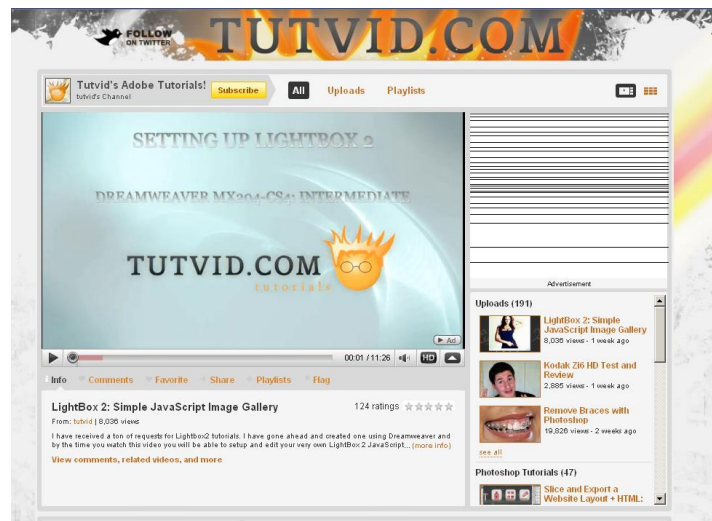 FOLLOW
ON TWITTER
TUTVID.COM
Tutvid's Adobe Tutorials!
tutvid's Channel
Subscribe
All
Uploads
Playlists
SETTING UP LIGHTBOX 2
DREAMWEAVER MX204-CS4: INTERMEDIATE
TUTVID.COM
tutorials
Ad
00:01 / 11:26
HD
Advertisement
Info
Comments
Favorite
Share
Playlists
Flag
LightBox 2: Simple JavaScript Image Gallery
124 ratings
From: tutvid | 8,036 views
I have received a ton of requests for Lightbox2 tutorials. I have gone ahead and created one using Dreamweaver and
by the time you watch this video you will be able to setup and edit your very own LightBox 2 JavaScript... (more info)
View comments, related videos, and more
Uploads (191)
LightBox 2: Simple
JavaScript Image Gallery
8,036 views - 1 week ago
Kodak Zi6 HD Test and
Review
2,885 views - 1 week ago
Remove Braces with
Photoshop
19,826 views - 2 weeks ago
see all
Photoshop Tutorials (47)
Slice and Export a
Website Layout + HTML: